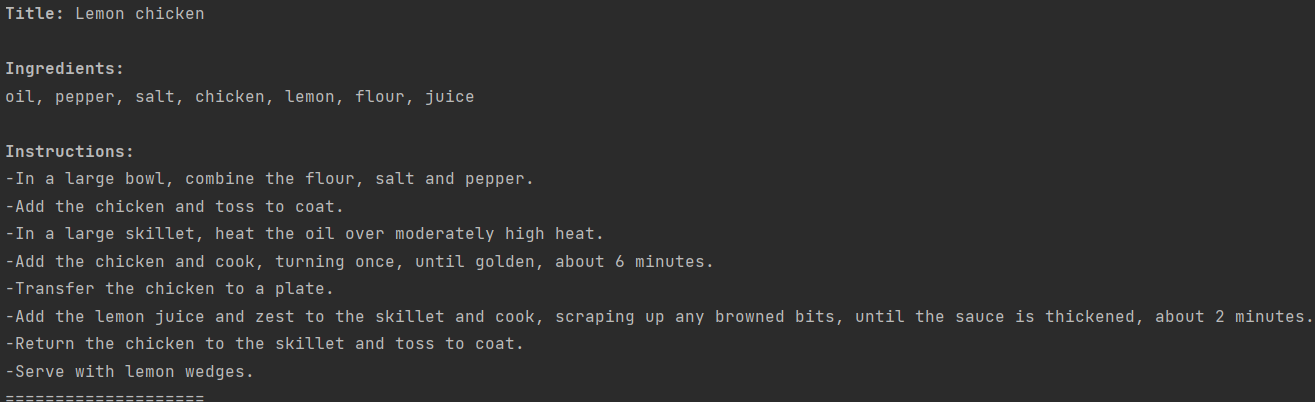 Title: Lemon chicken
Ingredients:
oil, pepper, salt, chicken, lemon, flour, juice
Instructions:
-In a large bowl, combine the flour, salt and pepper.
-Add the chicken and toss to coat.
-In a large skillet, heat the oil over moderately high heat.
-Add the chicken and cook, turning once, until golden, about 6 minutes.
-Transfer the chicken to a plate.
-Add the lemon juice and zest to the skillet and cook, scraping up any browned bits, until the sauce is thickened, about 2 minutes.
-Return the chicken to the skillet and toss to coat.
-Serve with lemon wedges.
====================